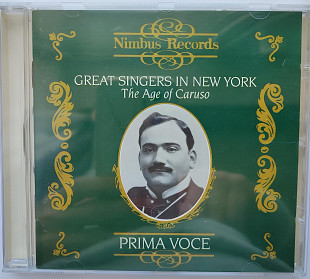 Nimbus Records
GREAT SINGERS IN NEW YORK
The Age of Caruso
PRIMA VOCE